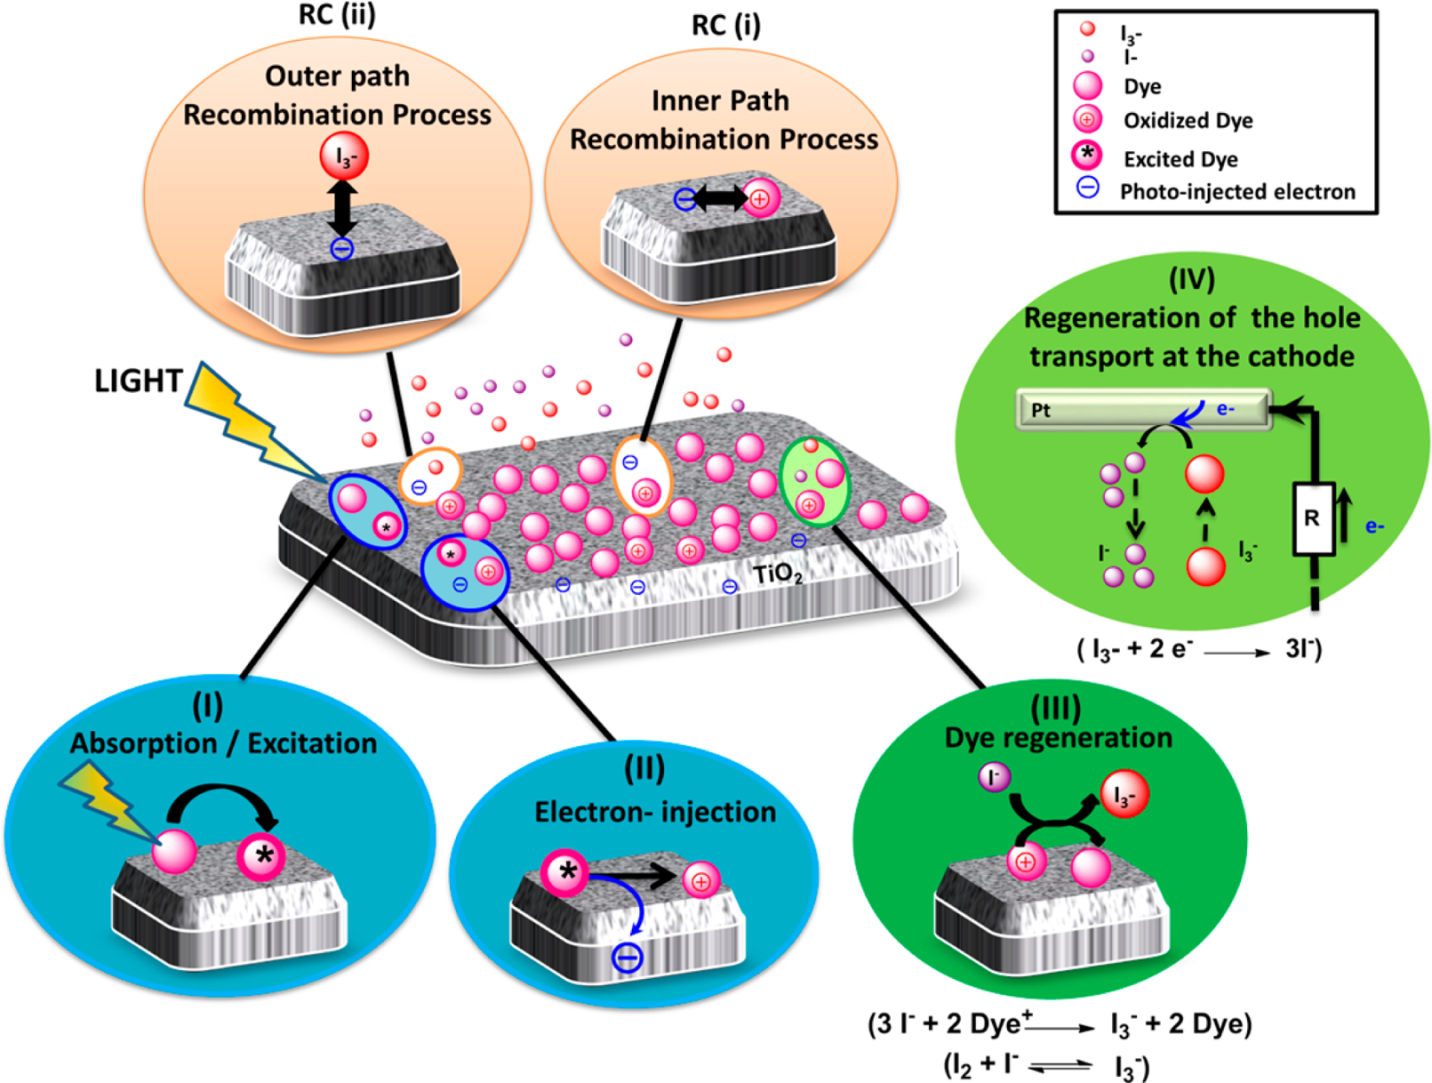 RC (ii)
Outer path
Recombination Process
I₃-
⊖
RC (i)
Inner Path
Recombination Process
⊖ ⊕
I₃-
I-
Dye
⊕ Oxidized Dye
* Excited Dye
⊖ Photo-injected electron
LIGHT
TiO₂
(IV)
Regeneration of the hole
transport at the cathode
Pt
e-
R
e-
I⁻
I₃⁻
( I₃- + 2 e⁻ ⟶ 3I⁻)
(I)
Absorption / Excitation
*
(II)
Electron- injection
* ⊕
⊖
(III)
Dye regeneration
I⁻
I₃-
⊕
(3 I⁻ + 2 Dye⁺ ⟶ I₃⁻ + 2 Dye)
(I₂ + I⁻ ⇌ I₃⁻)